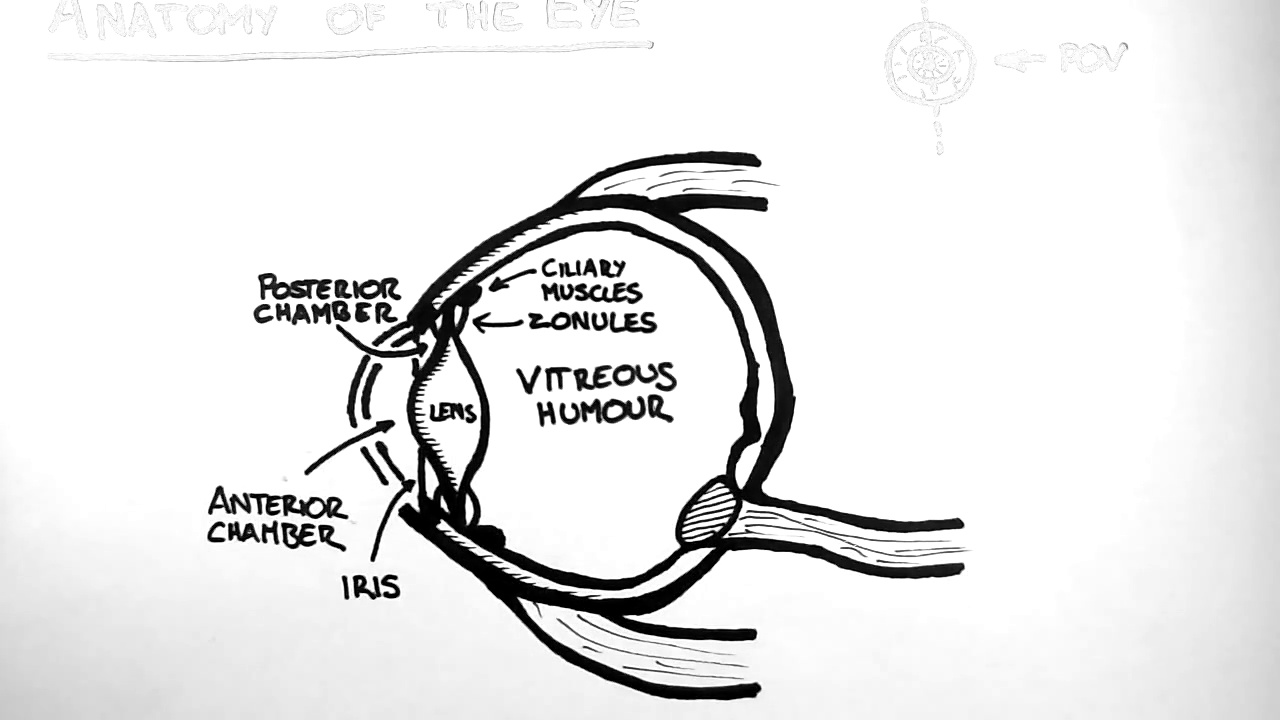 ANATOMY OF THE EYE
POV
POSTERIOR
CHAMBER
CILIARY
MUSCLES
ZONULES
VITREOUS
HUMOUR
LENS
ANTERIOR
CHAMBER
IRIS